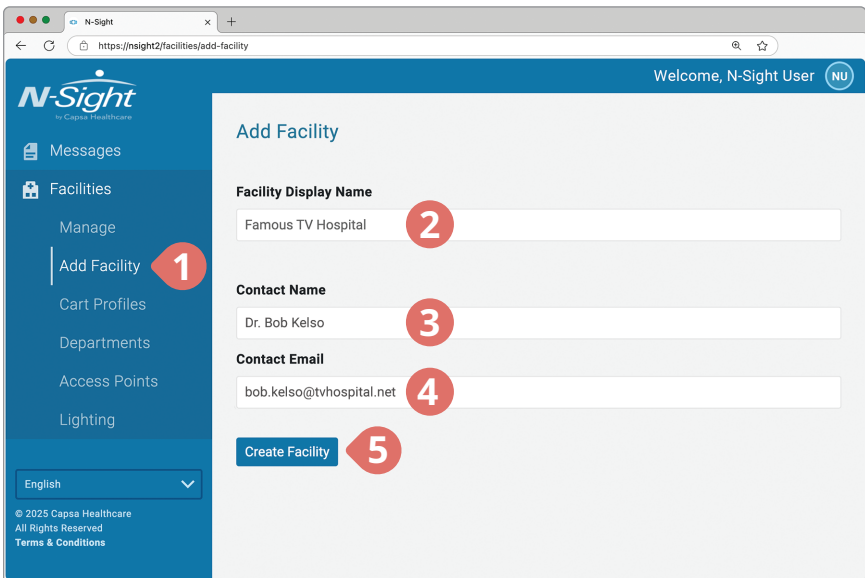 N-Sight
https://nsight2/facilities/add-facility
Welcome, N-Sight User NU
N-Sight
by Capsa Healthcare
Messages
Facilities
Manage
Add Facility 1
Cart Profiles
Departments
Access Points
Lighting
English
© 2025 Capsa Healthcare
All Rights Reserved
Terms & Conditions
Add Facility
Facility Display Name
Famous TV Hospital 2
Contact Name
Dr. Bob Kelso 3
Contact Email
bob.kelso@tvhospital.net 4
Create Facility 5